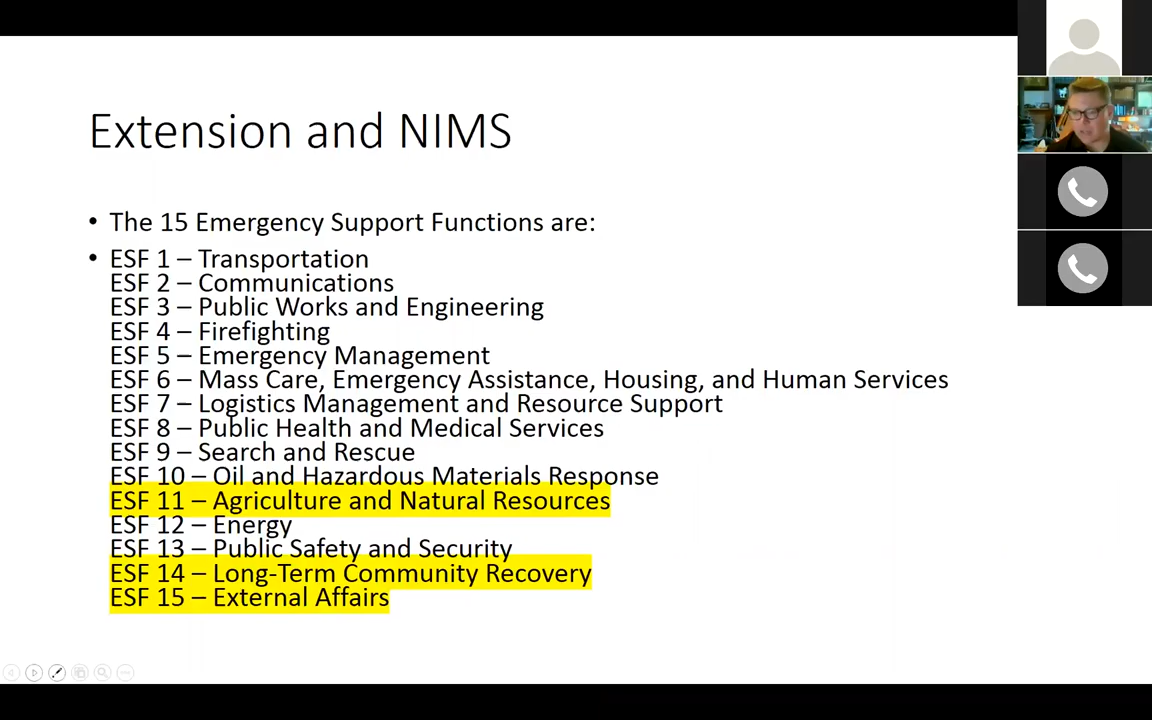 Extension and NIMS
• The 15 Emergency Support Functions are:
• ESF 1 – Transportation
ESF 2 – Communications
ESF 3 – Public Works and Engineering
ESF 4 – Firefighting
ESF 5 – Emergency Management
ESF 6 – Mass Care, Emergency Assistance, Housing, and Human Services
ESF 7 – Logistics Management and Resource Support
ESF 8 – Public Health and Medical Services
ESF 9 – Search and Rescue
ESF 10 – Oil and Hazardous Materials Response
ESF 11 – Agriculture and Natural Resources
ESF 12 – Energy
ESF 13 – Public Safety and Security
ESF 14 – Long-Term Community Recovery
ESF 15 – External Affairs